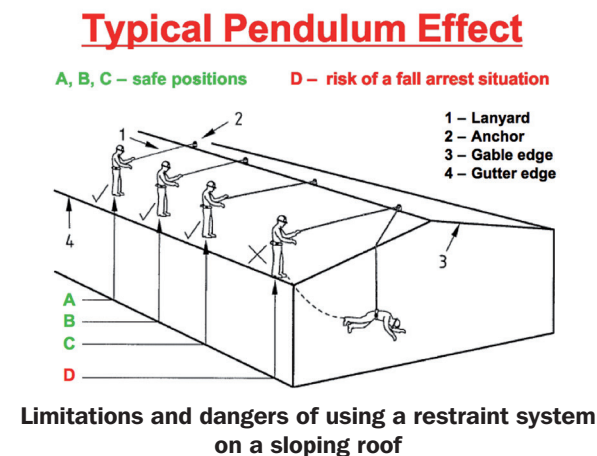 Typical Pendulum Effect
A, B, C – safe positions
D – risk of a fall arrest situation
1 – Lanyard
2 – Anchor
3 – Gable edge
4 – Gutter edge
1
2
3
4
A
B
C
D
Limitations and dangers of using a restraint system
on a sloping roof